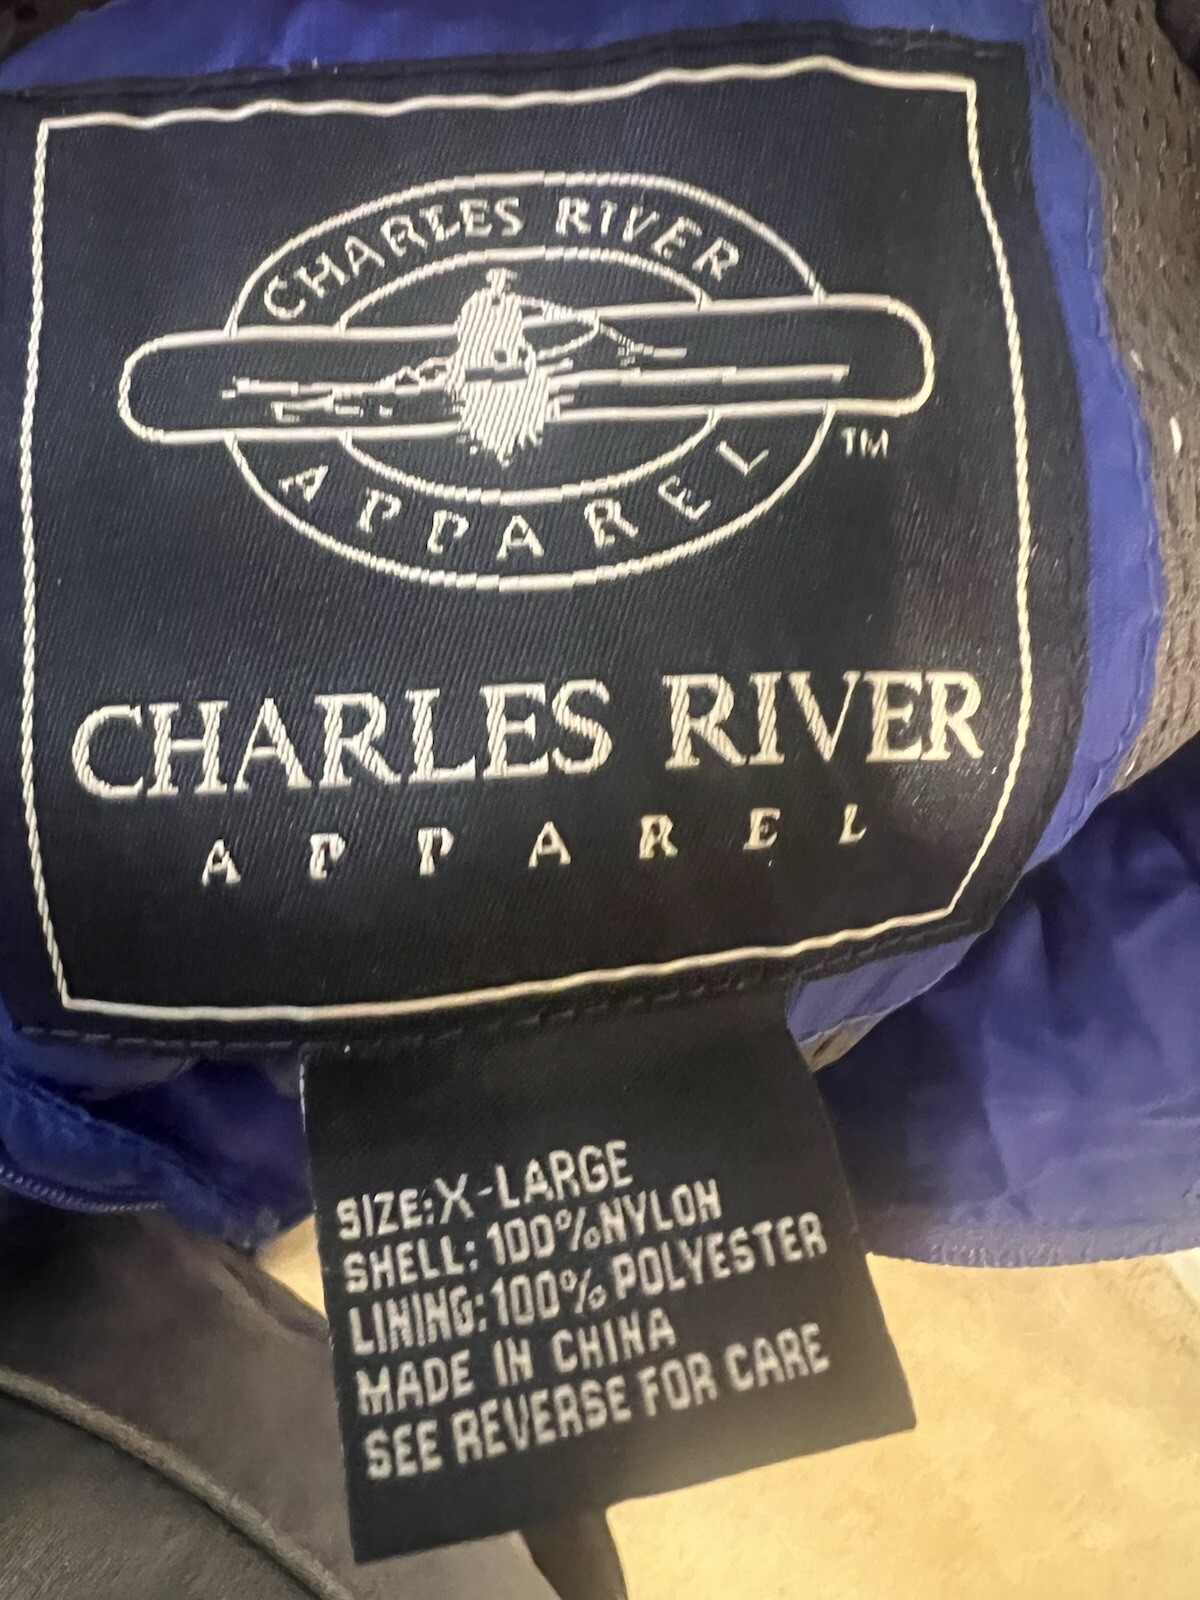 CHARLES RIVER
APPAREL
TM
CHARLES RIVER
APPAREL
SIZE:X-LARGE
SHELL: 100%NYLON
LINING:100% POLYESTER
MADE IN CHINA
SEE REVERSE FOR CARE